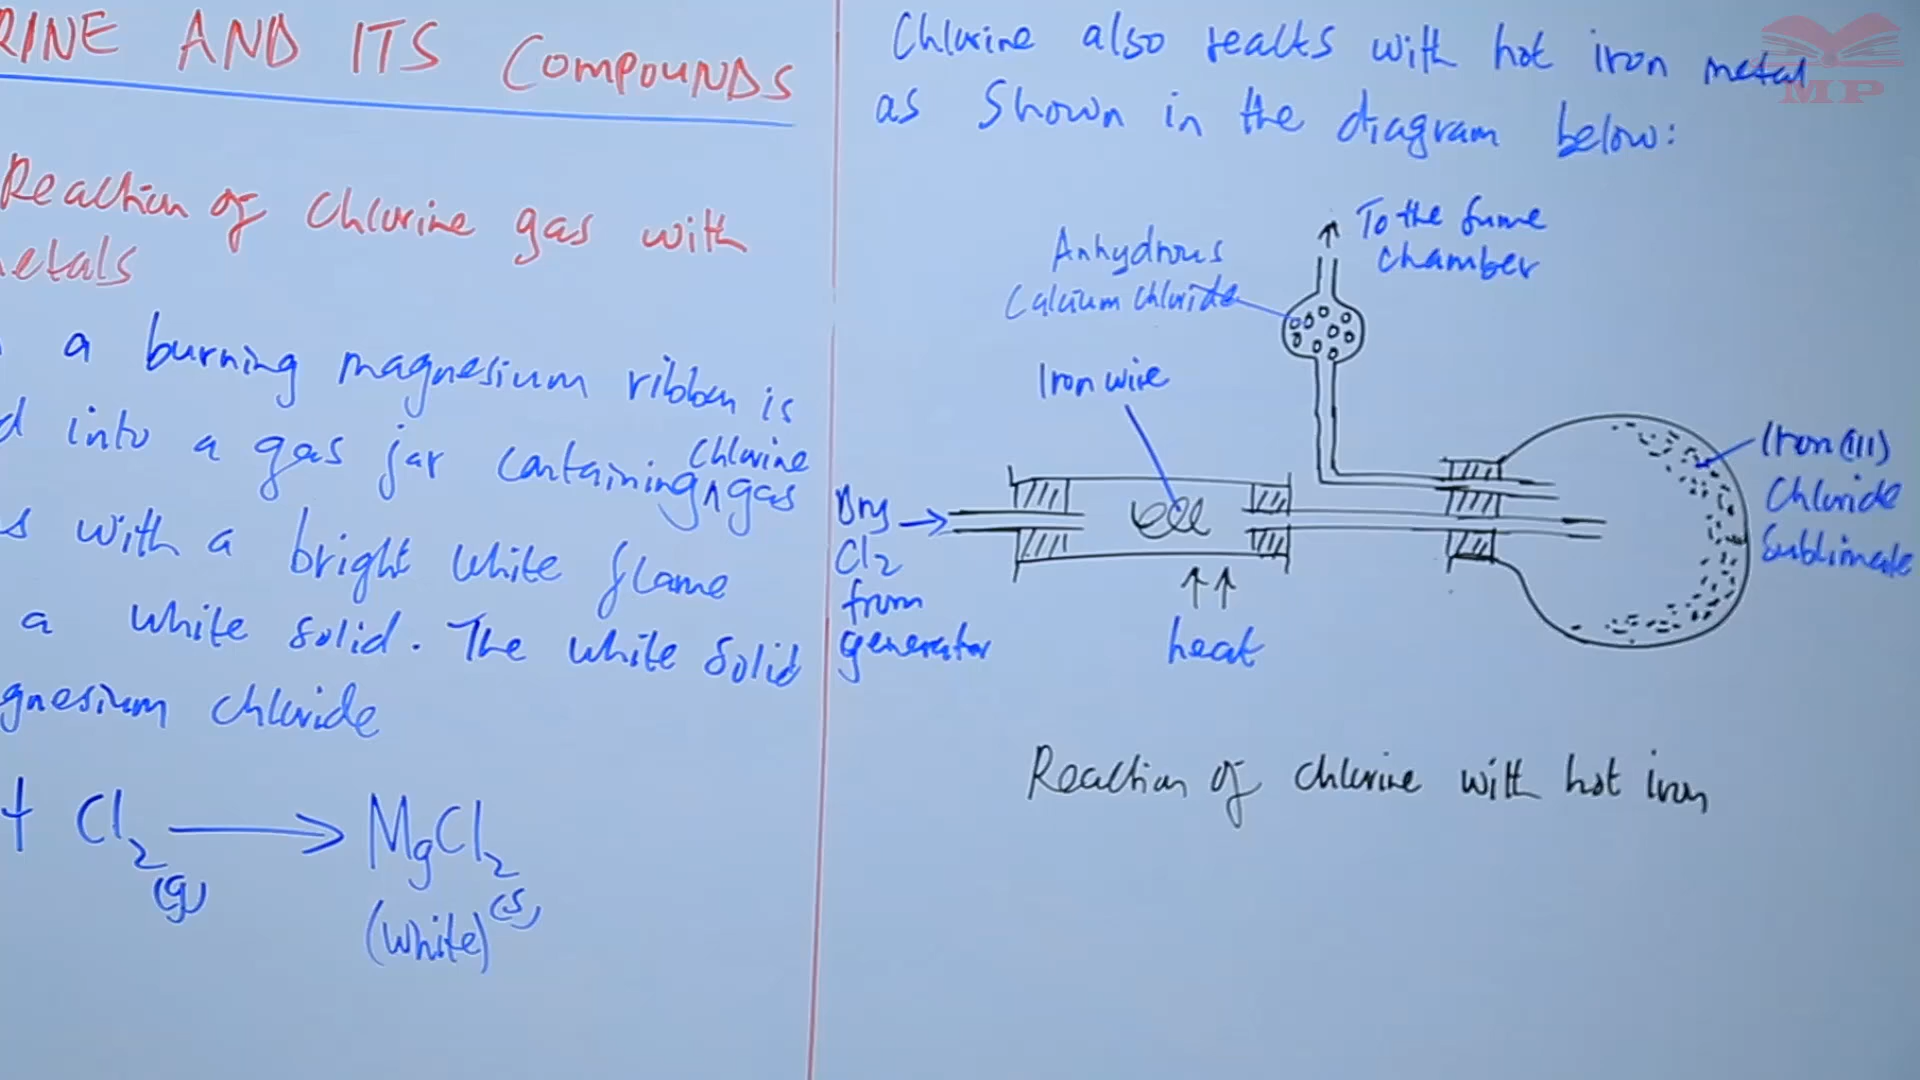 RINE AND ITS COMPOUNDS
Reaction of Chlorine gas with
etals
a burning magnesium ribbon is
d into a gas jar containing chlorine gas
s with a bright white flame
a white solid. The white solid
gnesium chloride
+ Cl2(g) → MgCl2(s)
(white)
Chlorine also reacts with hot iron metal
as shown in the diagram below:
To the fume
chamber
Anhydrous
Calcium Chloride
Iron wire
Iron (III)
Chloride
Sublimate
Dry
Cl2
from
generator
heat
Reaction of chlorine with hot iron
MP